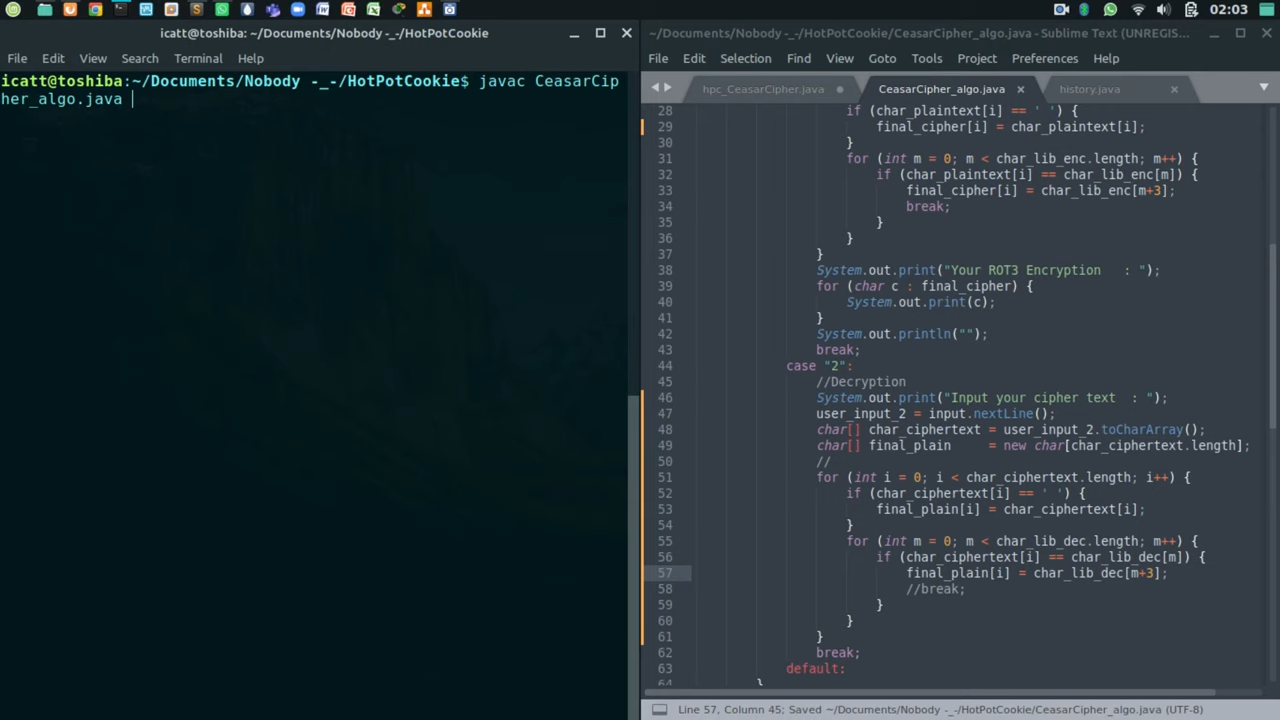 02:03
icatt@toshiba: ~/Documents/Nobody -_-/HotPotCookie
File Edit View Search Terminal Help
icatt@toshiba:~/Documents/Nobody -_-/HotPotCookie$ javac CeasarCip
her_algo.java
~/Documents/Nobody -_-/HotPotCookie/CeasarCipher_algo.java - Sublime Text (UNREGIS...
File Edit Selection Find View Goto Tools Project Preferences Help
hpc_CeasarCipher.java CeasarCipher_algo.java history.java
28 if (char_plaintext[i] == ' ') {
29 final_cipher[i] = char_plaintext[i];
30 }
31 for (int m = 0; m < char_lib_enc.length; m++) {
32 if (char_plaintext[i] == char_lib_enc[m]) {
33 final_cipher[i] = char_lib_enc[m+3];
34 break;
35 }
36 }
37 }
38 System.out.print("Your ROT3 Encryption   : ");
39 for (char c : final_cipher) {
40 System.out.print(c);
41 }
42 System.out.println("");
43 break;
44 case "2":
45 //Decryption
46 System.out.print("Input your cipher text  : ");
47 user_input_2 = input.nextLine();
48 char[] char_ciphertext = user_input_2.toCharArray();
49 char[] final_plain     = new char[char_ciphertext.length];
50 //
51 for (int i = 0; i < char_ciphertext.length; i++) {
52 if (char_ciphertext[i] == ' ') {
53 final_plain[i] = char_ciphertext[i];
54 }
55 for (int m = 0; m < char_lib_dec.length; m++) {
56 if (char_ciphertext[i] == char_lib_dec[m]) {
57 final_plain[i] = char_lib_dec[m+3];
58 //break;
59 }
60 }
61 }
62 break;
63 default:
64 }
Line 57, Column 45; Saved ~/Documents/Nobody -_-/HotPotCookie/CeasarCipher_algo.java (UTF-8)